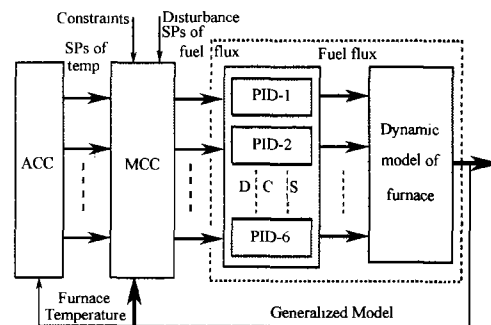 Constraints
Disturbance
SPs of temp
SPs of fuel flux
Fuel flux
ACC
MCC
PID-1
PID-2
D C S
PID-6
Dynamic model of furnace
Furnace Temperature
Generalized Model